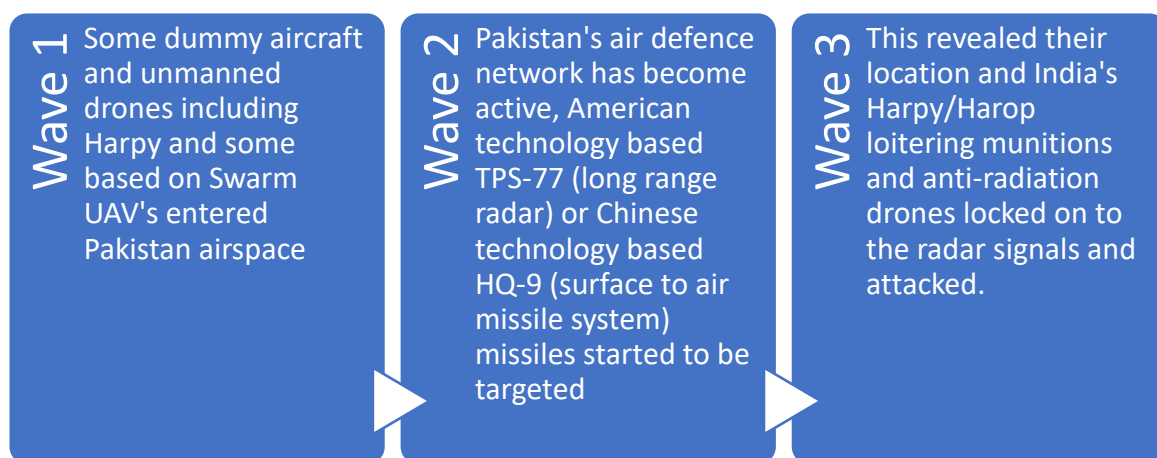 Wave 1
Some dummy aircraft
and unmanned
drones including
Harpy and some
based on Swarm
UAV's entered
Pakistan airspace
Wave 2
Pakistan's air defence
network has become
active, American
technology based
TPS-77 (long range
radar) or Chinese
technology based
HQ-9 (surface to air
missile system)
missiles started to be
targeted
Wave 3
This revealed their
location and India's
Harpy/Harop
loitering munitions
and anti-radiation
drones locked on to
the radar signals and
attacked.